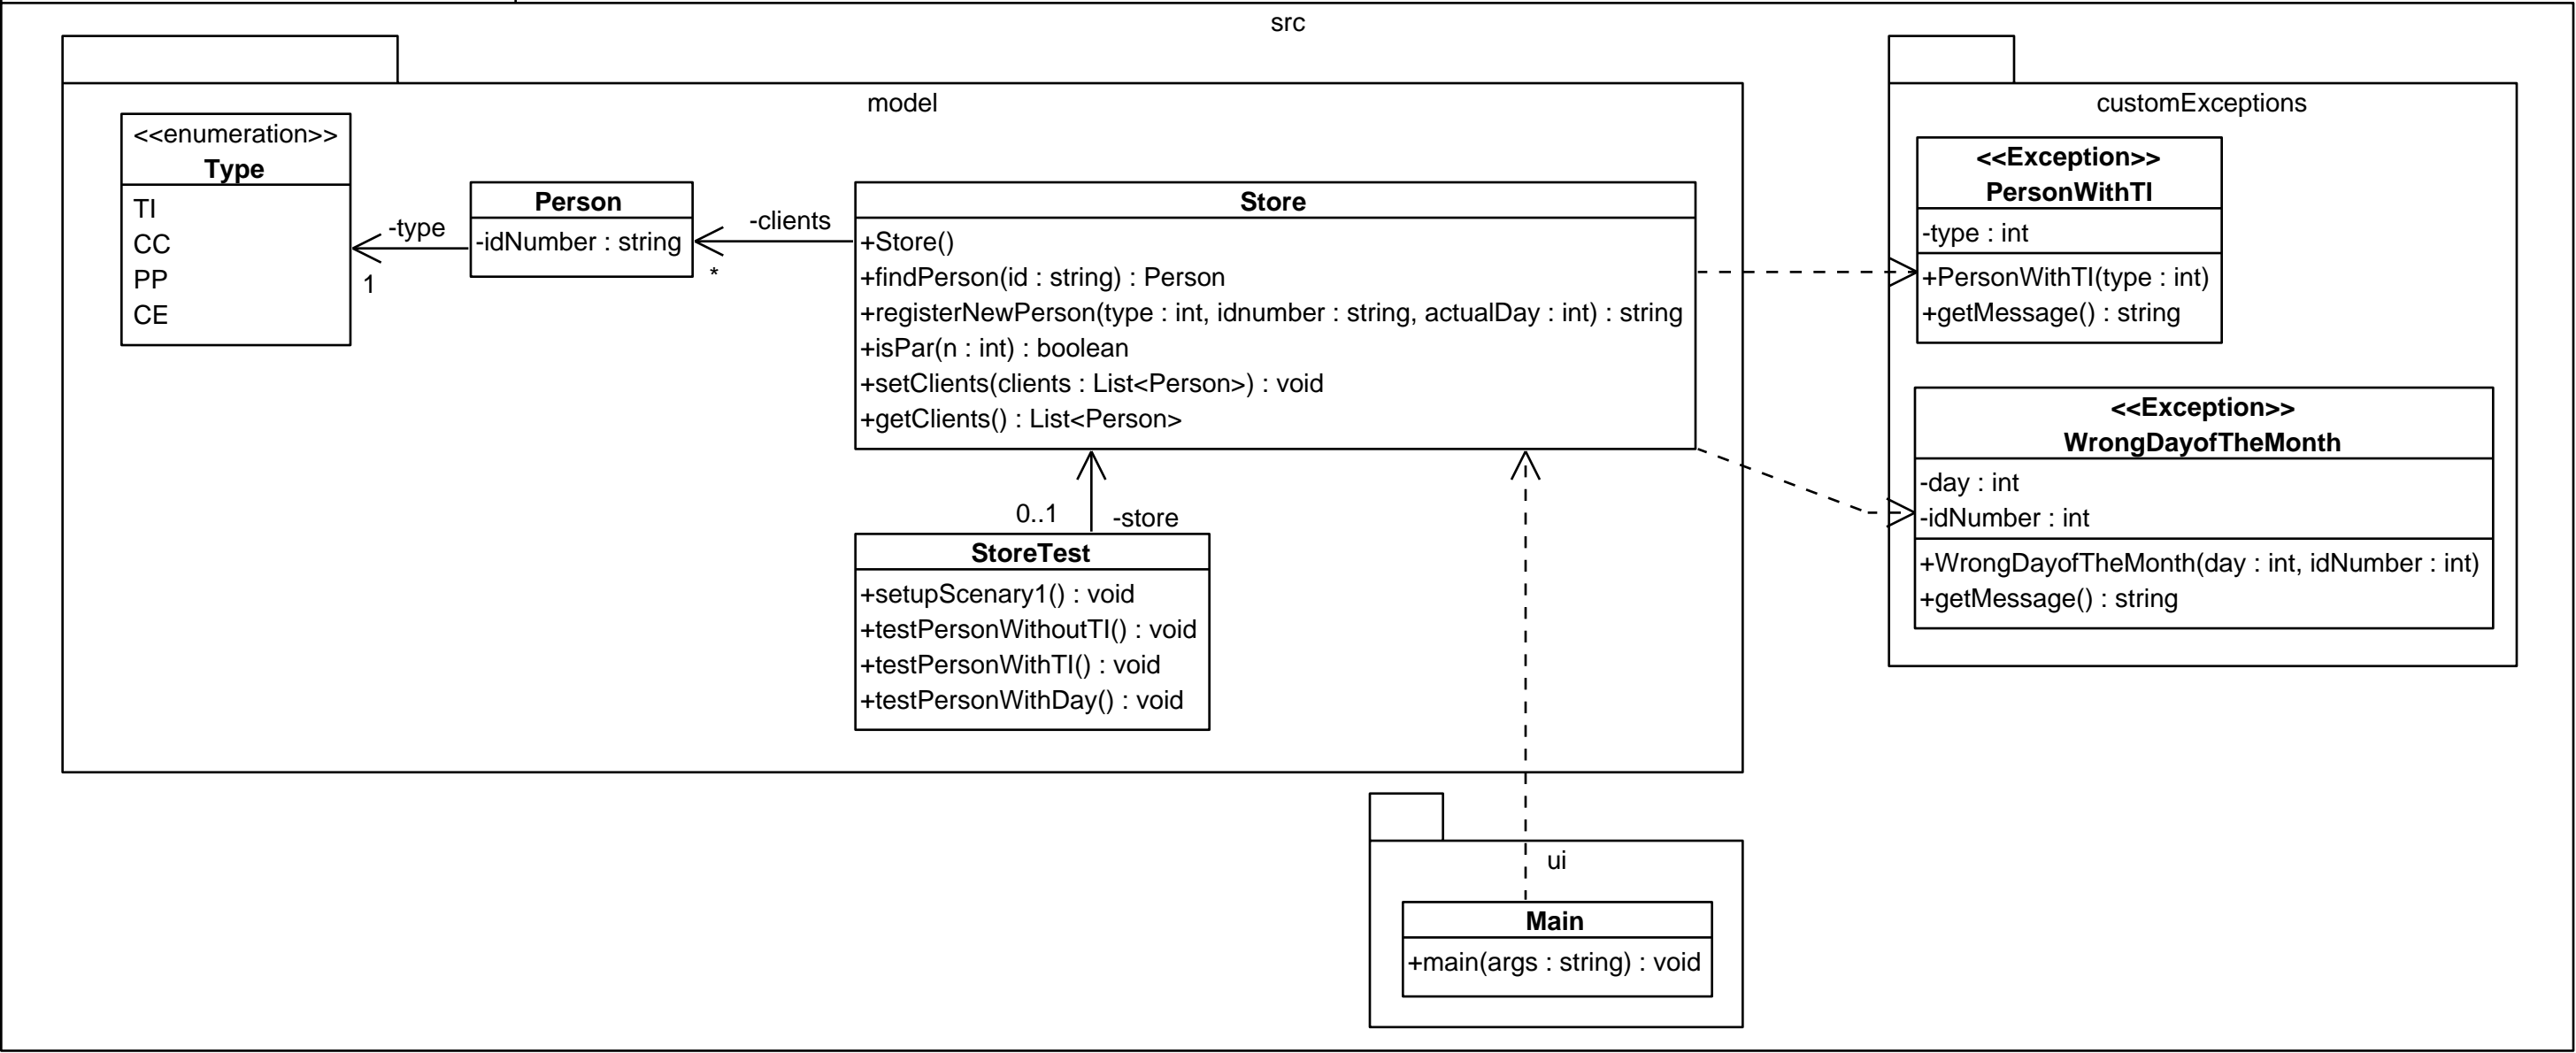 src
model
<<enumeration>>
Type
TI
CC
PP
CE
-type
1
Person
-idNumber : string
-clients
*
Store
+Store()
+findPerson(id : string) : Person
+registerNewPerson(type : int, idnumber : string, actualDay : int) : string
+isPar(n : int) : boolean
+setClients(clients : List<Person>) : void
+getClients() : List<Person>
0..1
-store
StoreTest
+setupScenary1() : void
+testPersonWithoutTI() : void
+testPersonWithTI() : void
+testPersonWithDay() : void
customExceptions
<<Exception>>
PersonWithTI
-type : int
+PersonWithTI(type : int)
+getMessage() : string
<<Exception>>
WrongDayofTheMonth
-day : int
-idNumber : int
+WrongDayofTheMonth(day : int, idNumber : int)
+getMessage() : string
ui
Main
+main(args : string) : void